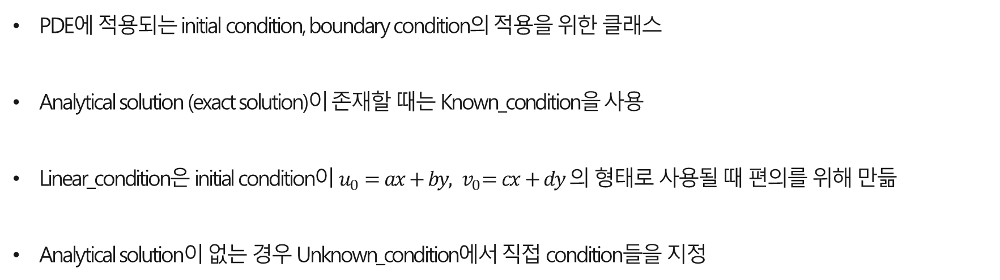 • PDE에 적용되는 initial condition, boundary condition의 적용을 위한 클래스
• Analytical solution (exact solution)이 존재할 때는 Known_condition을 사용
• Linear_condition은 initial condition이 u₀ = ax + by, v₀ = cx + dy 의 형태로 사용될 때 편의를 위해 만듦
• Analytical solution이 없는 경우 Unknown_condition에서 직접 condition들을 지정